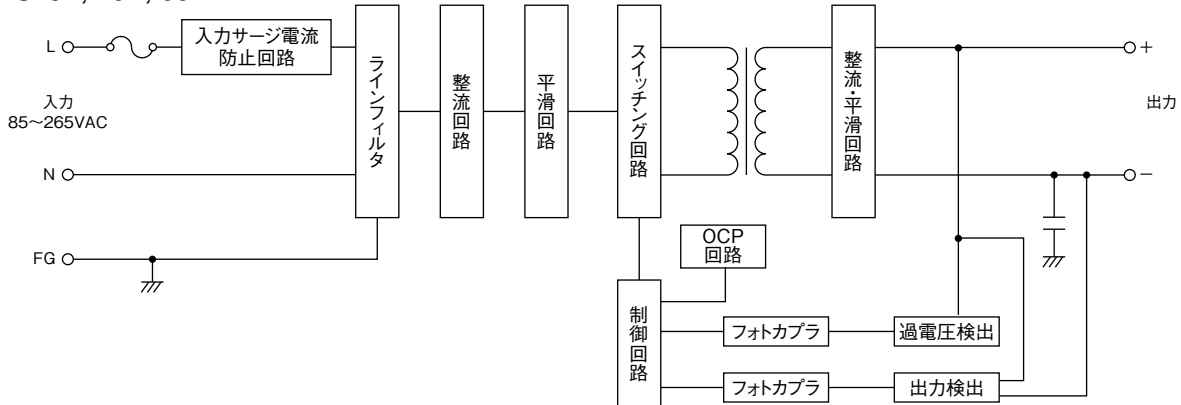 L
入力サージ電流
防止回路
入力
85～265VAC
N
FG
ラインフィルタ
整流回路
平滑回路
スイッチング回路
整流・平滑回路
+
出力
−
OCP
回路
制御回路
フォトカプラ
過電圧検出
フォトカプラ
出力検出